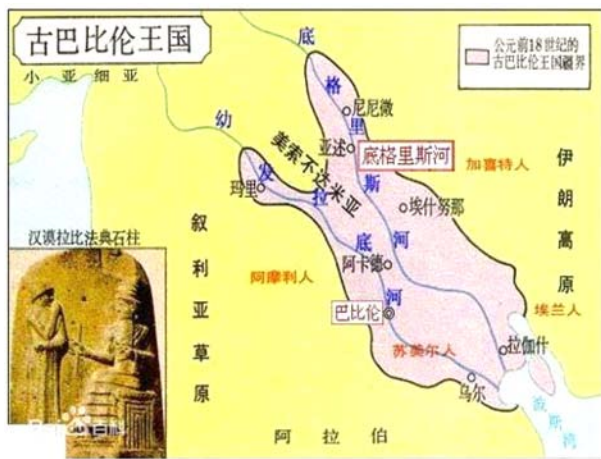 古巴比伦王国
公元前18世纪的
古巴比伦王国疆界
小亚细亚
底格里斯河
尼尼微
亚述
底格里斯河
加喜特人
伊朗高原
幼发拉底河
美索不达米亚
玛里
埃什努那
叙利亚草原
阿摩利人
阿卡德
巴比伦
埃兰人
苏美尔人
拉伽什
乌尔
波斯湾
阿拉伯
汉谟拉比法典石柱